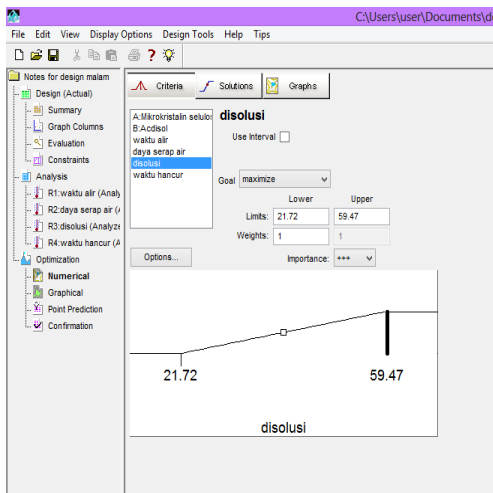 C:\Users\user\Documents\d
File Edit View Display Options Design Tools Help Tips
Notes for design malam
Design (Actual)
Summary
Graph Columns
Evaluation
Constraints
Analysis
R1:waktu alir (Analy
R2:daya serap air (A
R3:disolusi (Analyze
R4:waktu hancur (A
Optimization
Numerical
Graphical
Point Prediction
Confirmation
Criteria Solutions Graphs
A:Mikrokristalin selulos
B:Acdisol
waktu alir
daya serap air
disolusi
waktu hancur
disolusi
Use Interval
Goal maximize
Lower Upper
Limits: 21.72 59.47
Weights: 1 1
Options... Importance: +++
21.72 59.47
disolusi